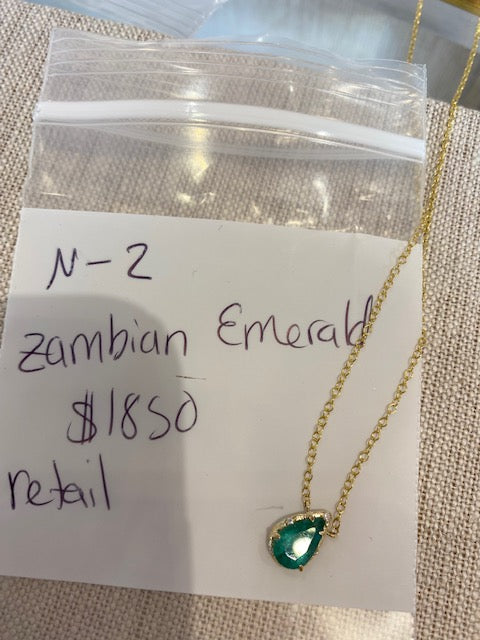 N-2
Zambian Emerald
$1850
retail